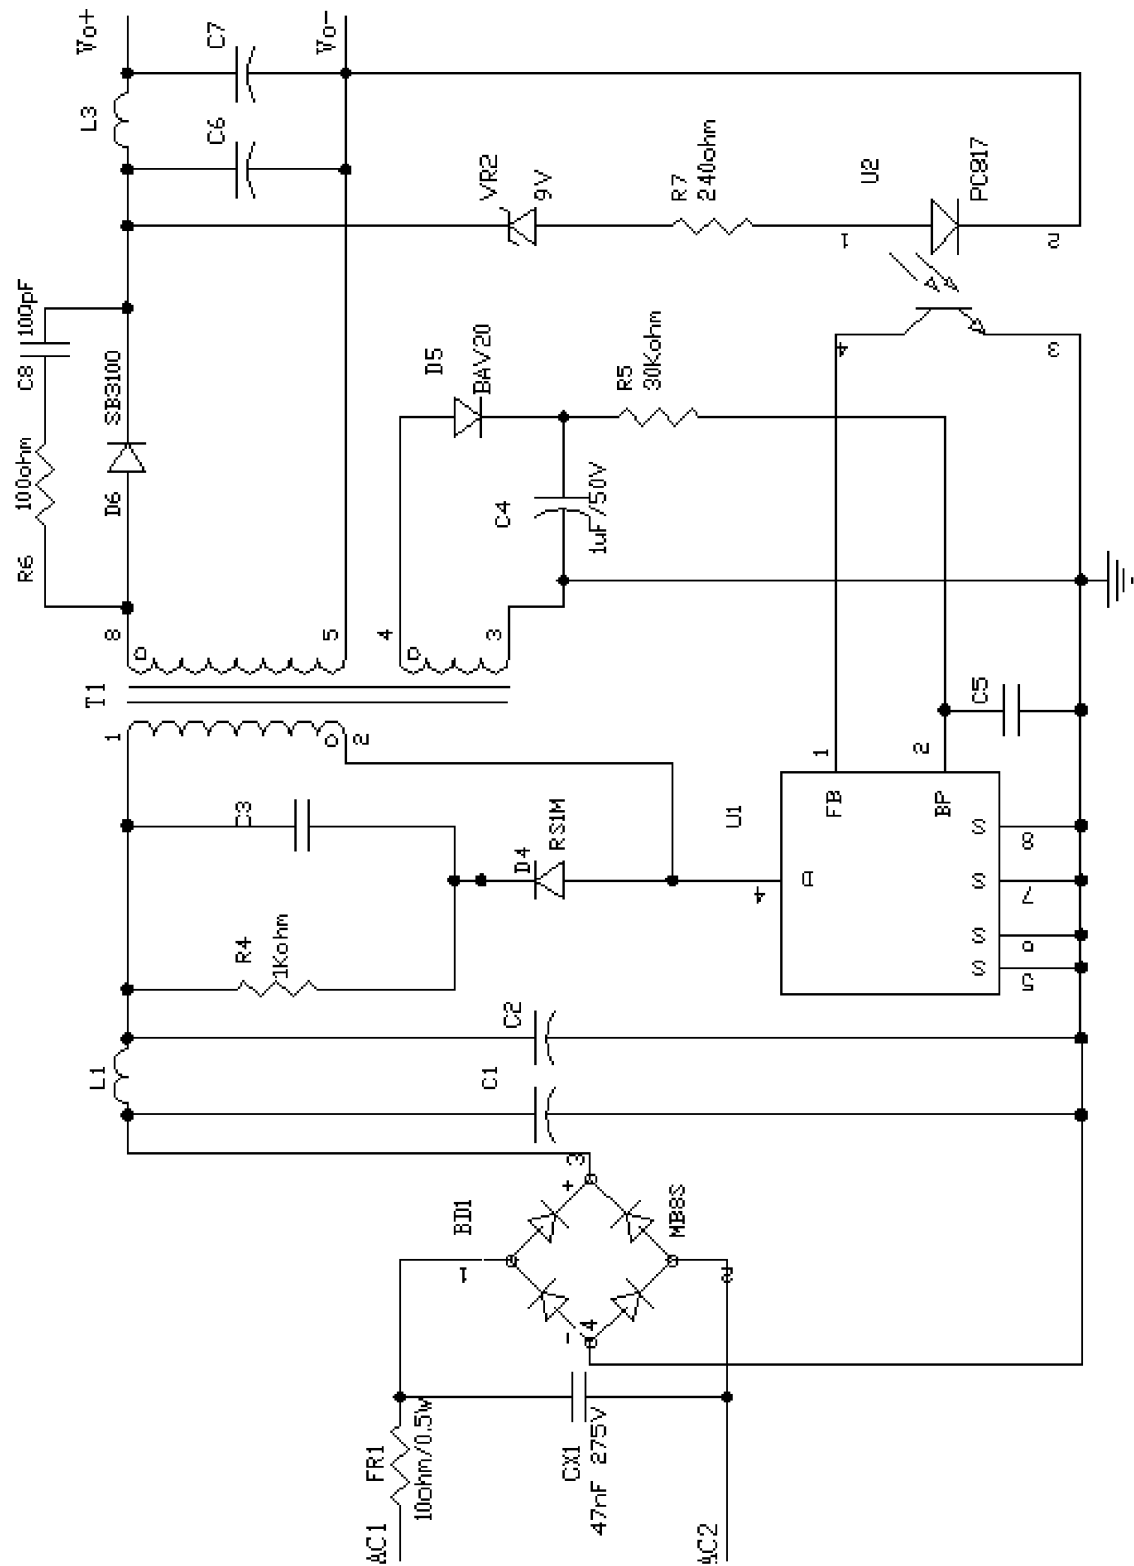 AC1
FR1
10ohm/0.5W
AC2
CX1
47nF 275V
BD1
MB8S
1
2
+
3
-
4
L1
C1
C2
R4
1Kohm
C3
D4
RS1M
T1
1
2
8
5
4
3
R6
100ohm
C8
100pF
D6
SB3100
L3
C6
C7
Vo+
Vo-
D5
BAV20
C4
1uF/50V
R5
30Kohm
VR2
9V
R7
240ohm
U2
PC817
1
2
4
3
U1
D
4
FB
1
BP
2
S
S
S
S
5
6
7
8
C5